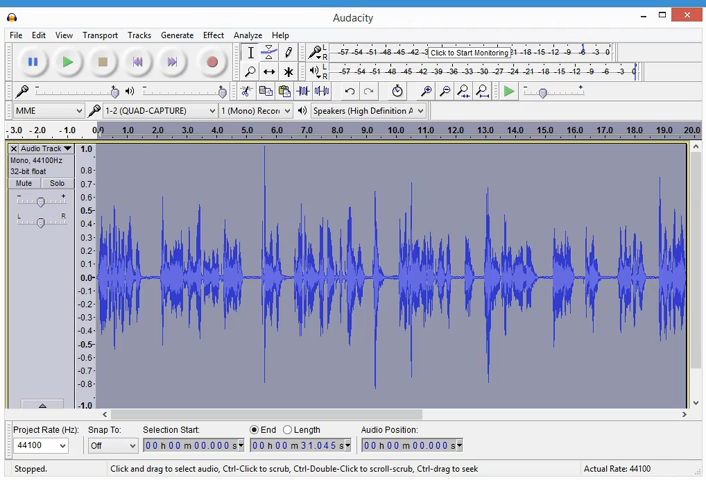 Audacity
File Edit View Transport Tracks Generate Effect Analyze Help
-57 -54 -51 -48 -45 -42 Click to Start Monitoring -21 -18 -15 -12 -9 -6 -3 0
-57 -54 -51 -48 -45 -42 -39 -36 -33 -30 -27 -24 -21 -18 -15 -12 -9 -6 -3 0
MME 1-2 (QUAD-CAPTURE) 1 (Mono) Recor Speakers (High Definition A
-3.0 -2.0 -1.0 0.0 1.0 2.0 3.0 4.0 5.0 6.0 7.0 8.0 9.0 10.0 11.0 12.0 13.0 14.0 15.0 16.0 17.0 18.0 19.0 20.0
Audio Track 1.0
Mono, 44100Hz
32-bit float 0.8
Mute Solo 0.7
- + 0.6
L R 0.5
0.4
0.3
0.2
0.1
0.0
-0.1
-0.2
-0.3
-0.4
-0.5
-0.6
-0.7
-0.8
-1.0
Project Rate (Hz): Snap To: Selection Start: End Length Audio Position:
44100 Off 00 h 00 m 00.000 s 00 h 00 m 31.045 s 00 h 00 m 00.000 s
Stopped. Click and drag to select audio, Ctrl-Click to scrub, Ctrl-Double-Click to scroll-scrub, Ctrl-drag to seek Actual Rate: 44100